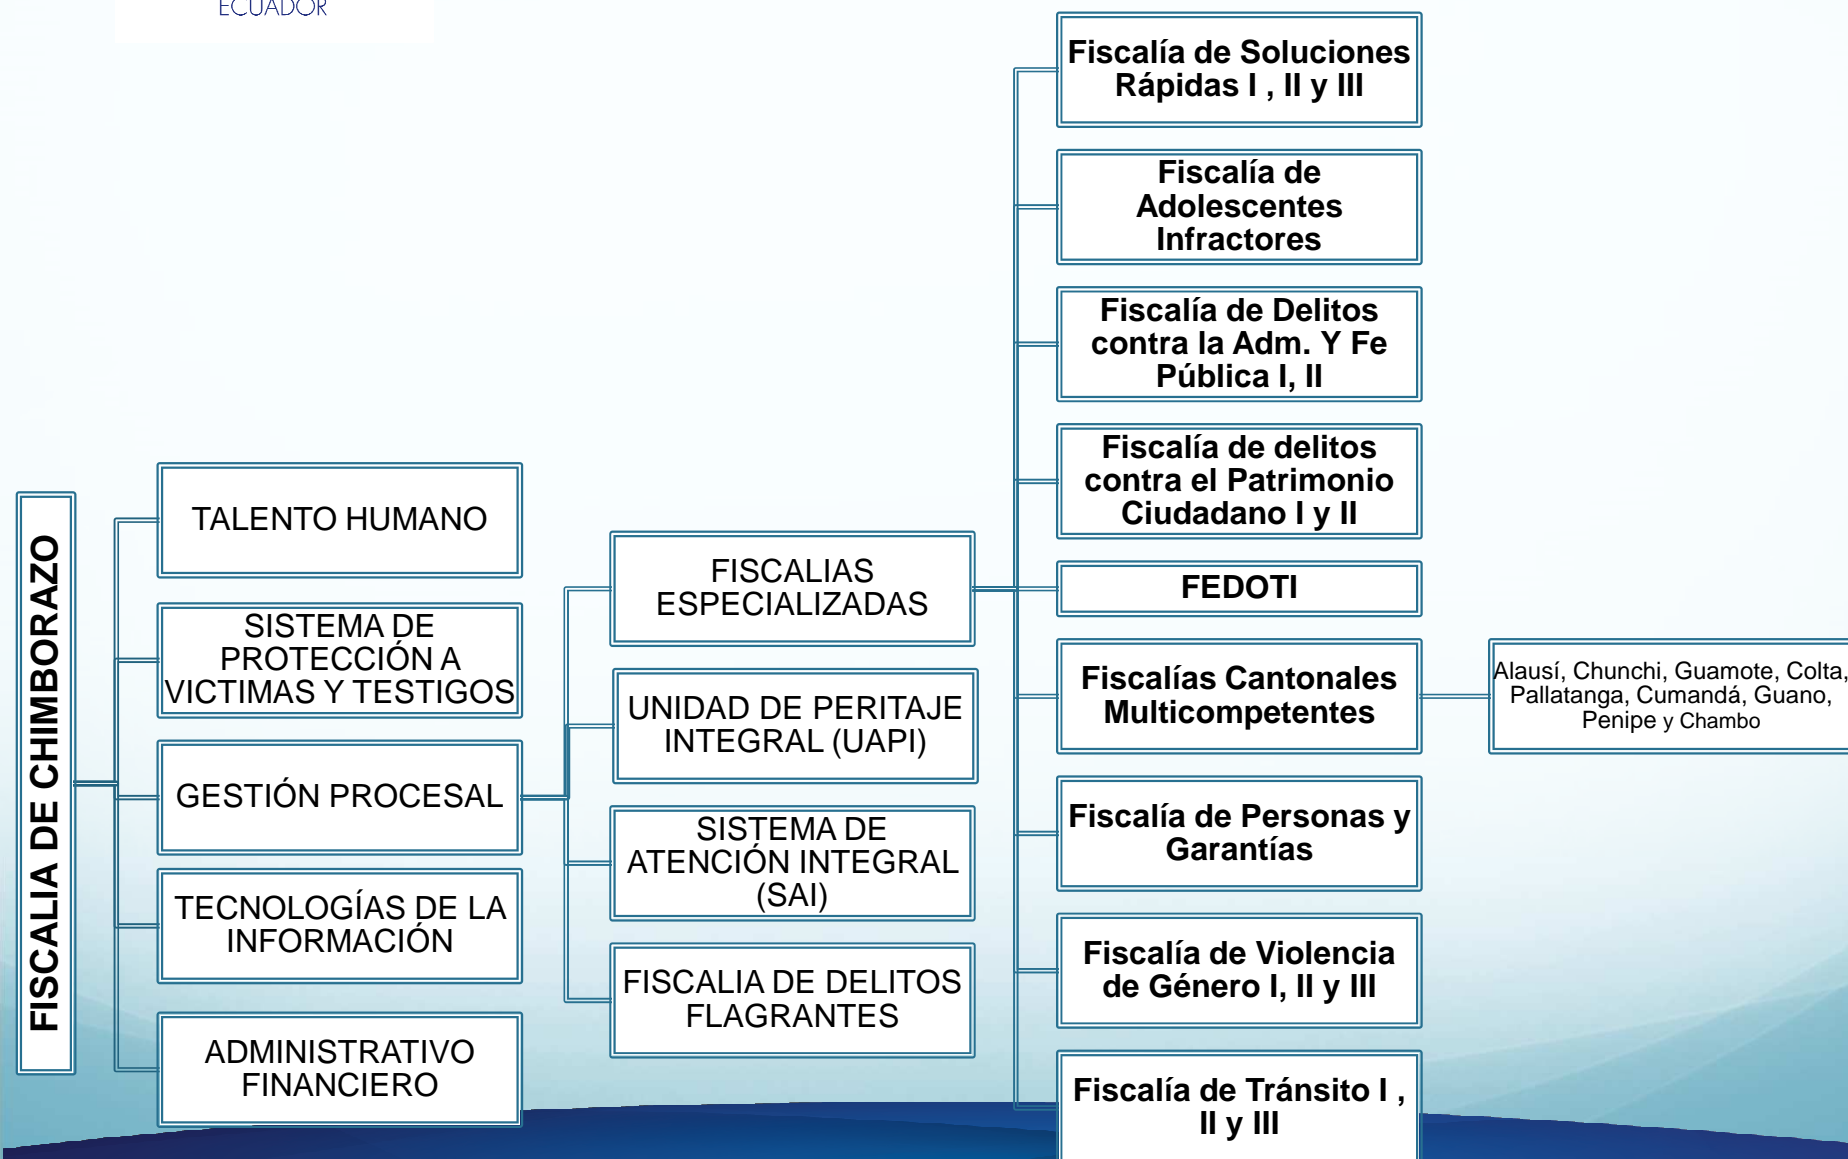 ECUADOR
FISCALIA DE CHIMBORAZO
TALENTO HUMANO
SISTEMA DE
PROTECCIÓN A
VICTIMAS Y TESTIGOS
GESTIÓN PROCESAL
TECNOLOGÍAS DE LA
INFORMACIÓN
ADMINISTRATIVO
FINANCIERO
FISCALIAS
ESPECIALIZADAS
UNIDAD DE PERITAJE
INTEGRAL (UAPI)
SISTEMA DE
ATENCIÓN INTEGRAL
(SAI)
FISCALIA DE DELITOS
FLAGRANTES
Fiscalía de Soluciones
Rápidas I , II y III
Fiscalía de
Adolescentes
Infractores
Fiscalía de Delitos
contra la Adm. Y Fe
Pública I, II
Fiscalía de delitos
contra el Patrimonio
Ciudadano I y II
FEDOTI
Fiscalías Cantonales
Multicompetentes
Fiscalía de Personas y
Garantías
Fiscalía de Violencia
de Género I, II y III
Fiscalía de Tránsito I ,
II y III
Alausí, Chunchi, Guamote, Colta,
Pallatanga, Cumandá, Guano,
Penipe y Chambo